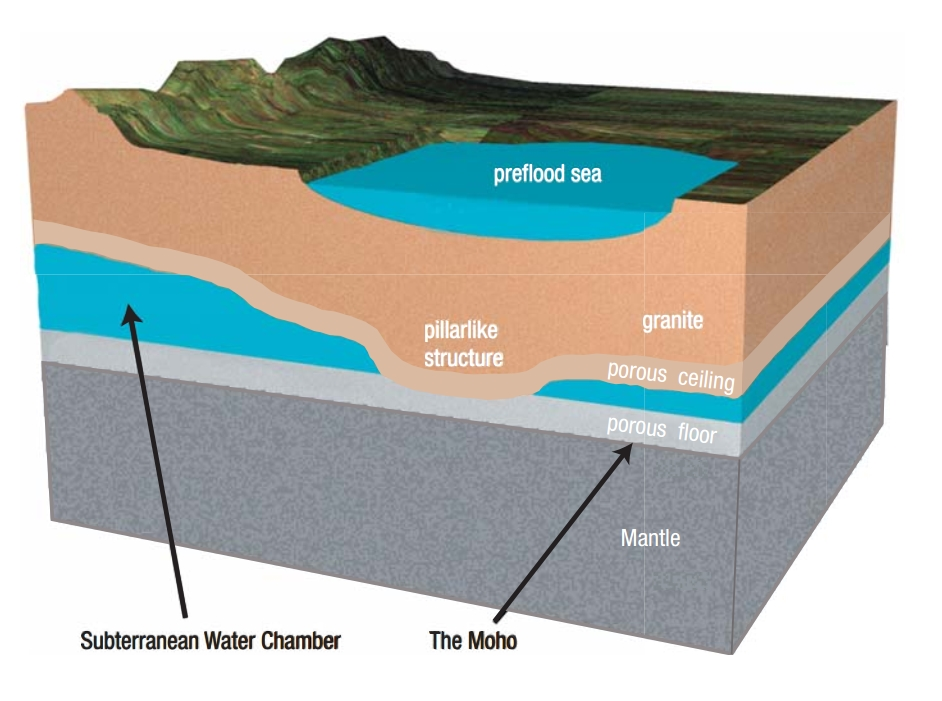 preflood sea
pillarlike
structure
granite
porous ceiling
porous floor
Mantle
Subterranean Water Chamber
The Moho